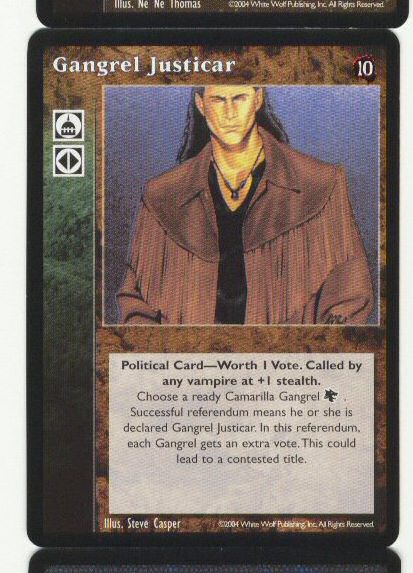 Illus. Ne Ne Thomas ©2004 White Wolf Publishing, Inc. All Rights Reserved.
Gangrel Justicar 10
Political Card—Worth 1 Vote. Called by
any vampire at +1 stealth.
Choose a ready Camarilla Gangrel .
Successful referendum means he or she is
declared Gangrel Justicar. In this referendum,
each Gangrel gets an extra vote. This could
lead to a contested title.
Illus. Steve Casper ©2004 White Wolf Publishing, Inc. All Rights Reserved.